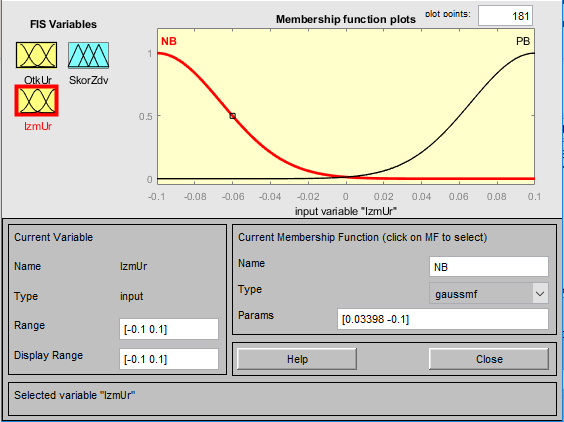 FIS Variables
Membership function plots
plot points:
181
OtkUr
SkorZdv
IzmUr
NB
PB
1
0.5
0
-0.1
-0.08
-0.06
-0.04
-0.02
0
0.02
0.04
0.06
0.08
0.1
input variable "IzmUr"
Current Variable
Name
IzmUr
Type
input
Range
[-0.1 0.1]
Display Range
[-0.1 0.1]
Current Membership Function (click on MF to select)
Name
NB
Type
gaussmf
Params
[0.03398 -0.1]
Help
Close
Selected variable "IzmUr"